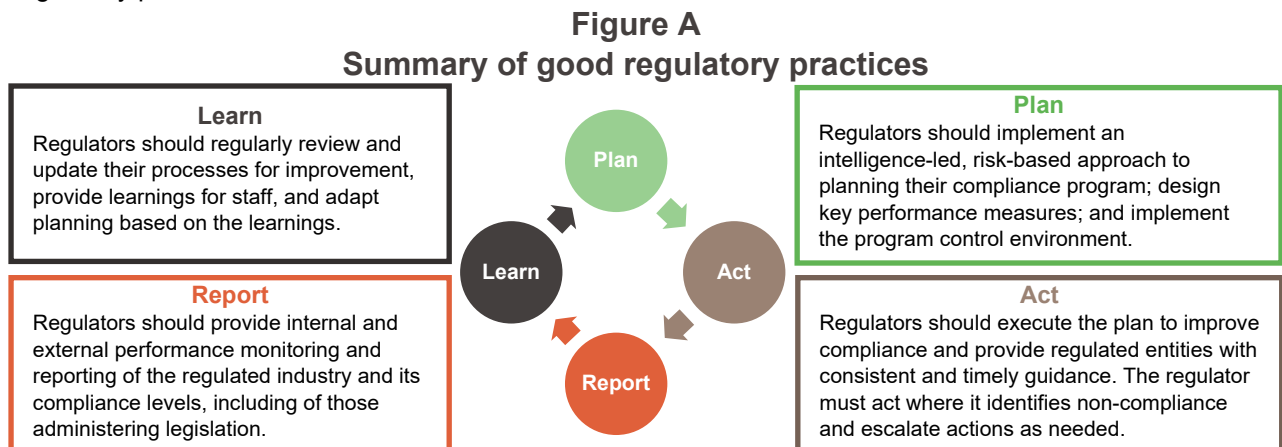 Figure A
Summary of good regulatory practices
Learn
Regulators should regularly review and
update their processes for improvement,
provide learnings for staff, and adapt
planning based on the learnings.
Plan
Regulators should implement an
intelligence-led, risk-based approach to
planning their compliance program; design
key performance measures; and implement
the program control environment.
Plan
Learn
Act
Report
Report
Regulators should provide internal and
external performance monitoring and
reporting of the regulated industry and its
compliance levels, including of those
administering legislation.
Act
Regulators should execute the plan to improve
compliance and provide regulated entities with
consistent and timely guidance. The regulator
must act where it identifies non-compliance
and escalate actions as needed.